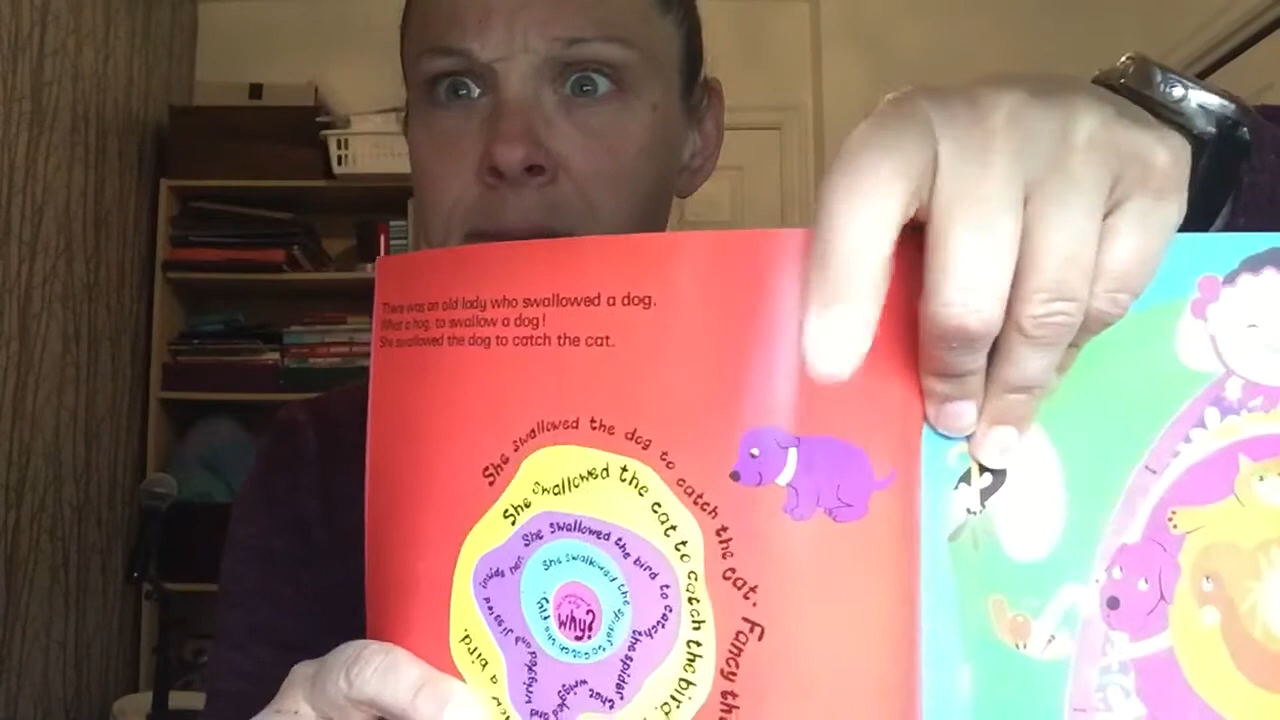 There was an old lady who swallowed a dog.
What a hog, to swallow a dog!
She swallowed the dog to catch the cat.
She swallowed the dog to catch the cat. Fancy
She swallowed the cat to catch the bird.
a bird.
She swallowed the bird to catch the spider that wriggled and wriggled and jiggled inside her.
She swallowed the spider to catch the fly.
why?